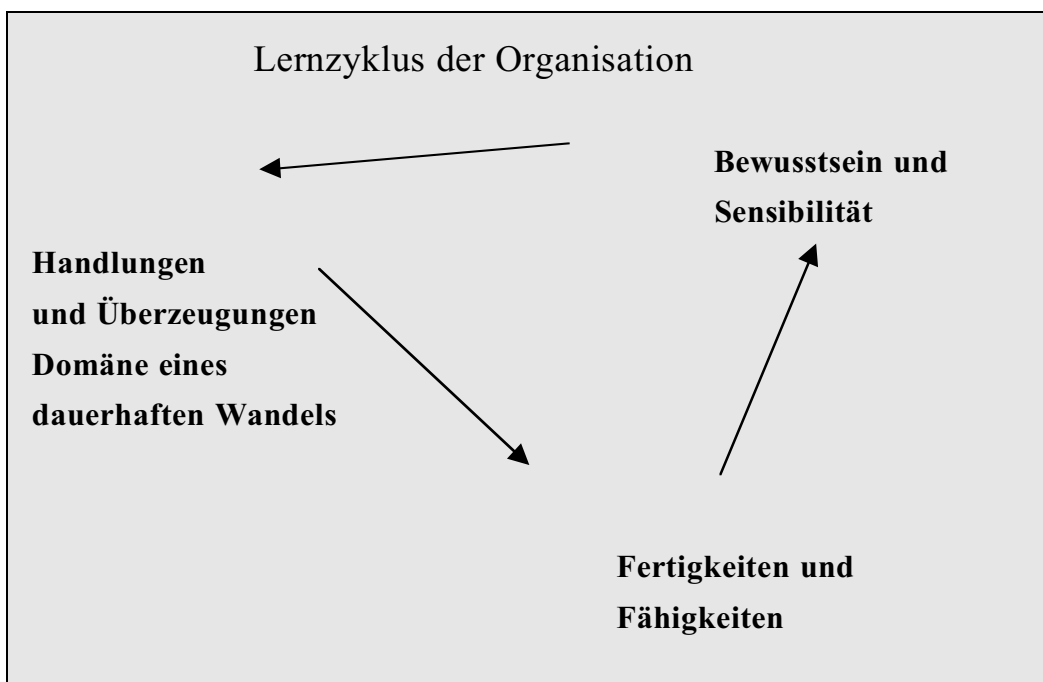 Lernzyklus der Organisation
Bewusstsein und
Sensibilität
Handlungen
und Überzeugungen
Domäne eines
dauerhaften Wandels
Fertigkeiten und
Fähigkeiten